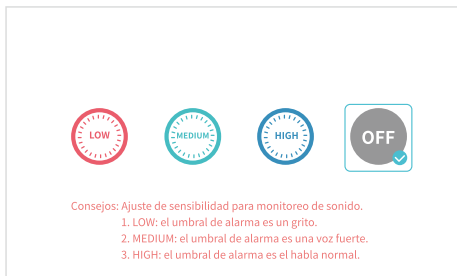 LOW
MEDIUM
HIGH
OFF
Consejos: Ajuste de sensibilidad para monitoreo de sonido.
1. LOW: el umbral de alarma es un grito.
2. MEDIUM: el umbral de alarma es una voz fuerte.
3. HIGH: el umbral de alarma es el habla normal.